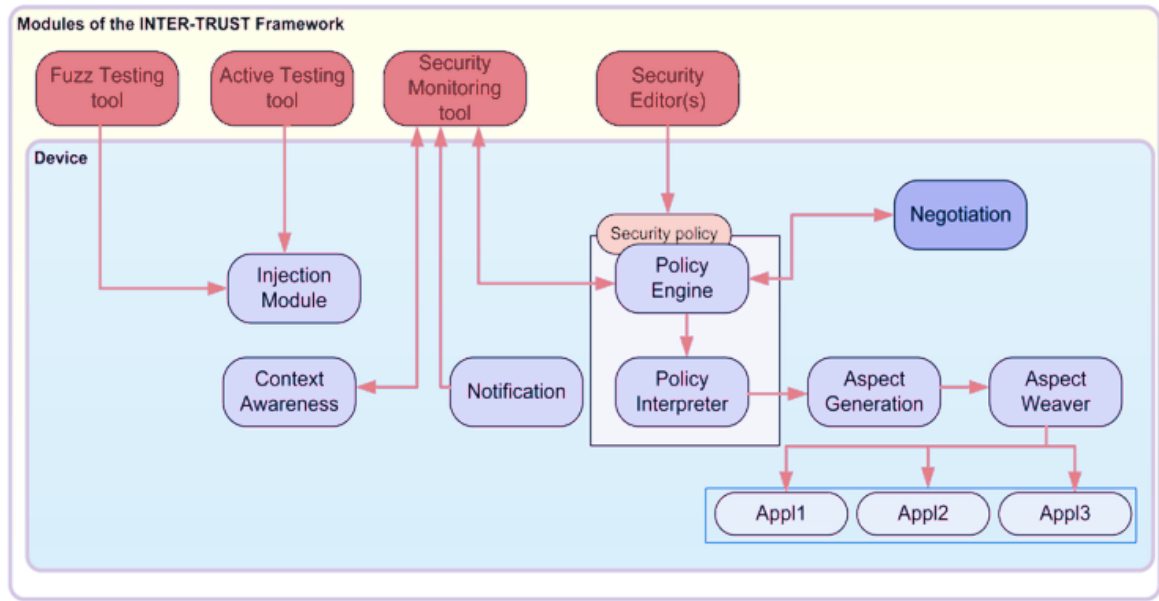 Modules of the INTER-TRUST Framework
Fuzz Testing
tool
Active Testing
tool
Security
Monitoring
tool
Security
Editor(s)
Device
Negotiation
Security policy
Policy
Engine
Injection
Module
Context
Awareness
Notification
Policy
Interpreter
Aspect
Generation
Aspect
Weaver
Appl1
Appl2
Appl3